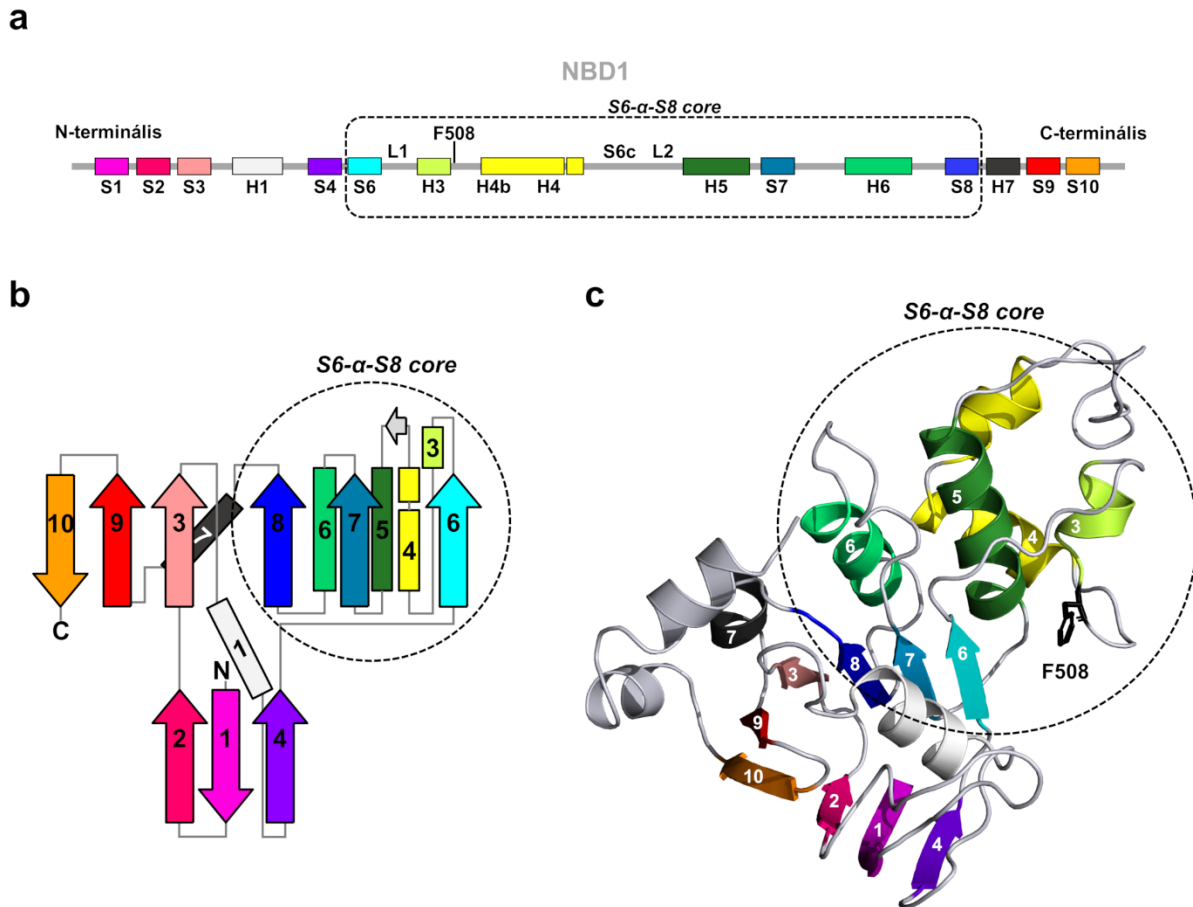 a
NBD1
S6-α-S8 core
N-terminális
F508
C-terminális
L1
S6c
L2
S1
S2
S3
H1
S4
S6
H3
H4b
H4
H5
S7
H6
S8
H7
S9
S10
b
S6-α-S8 core
10
9
3
7
8
6
7
5
4
3
6
C
1
N
2
1
4
c
S6-α-S8 core
5
3
4
6
7
8
7
6
3
9
10
2
1
4
F508